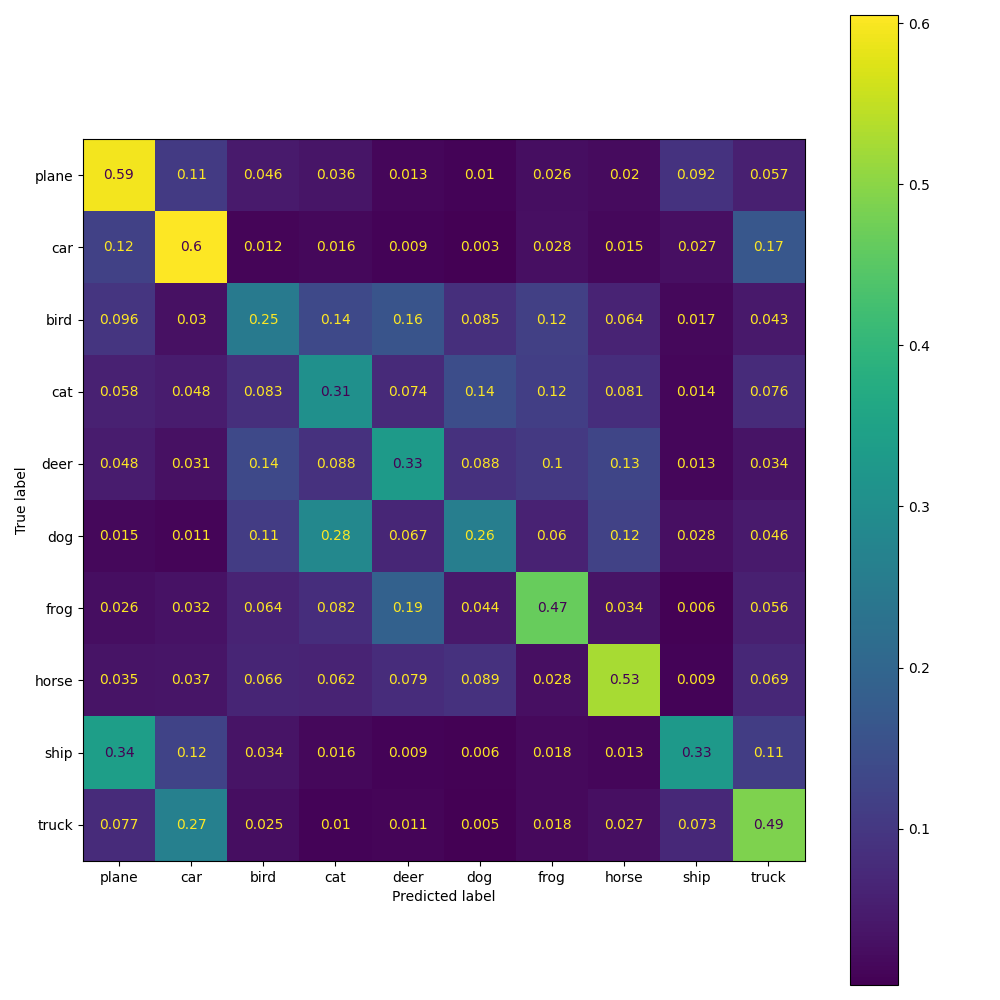 0.6
plane 0.59 0.11 0.046 0.036 0.013 0.01 0.026 0.02 0.092 0.057
0.5
car 0.12 0.6 0.012 0.016 0.009 0.003 0.028 0.015 0.027 0.17
bird 0.096 0.03 0.25 0.14 0.16 0.085 0.12 0.064 0.017 0.043
0.4
cat 0.058 0.048 0.083 0.31 0.074 0.14 0.12 0.081 0.014 0.076
deer 0.048 0.031 0.14 0.088 0.33 0.088 0.1 0.13 0.013 0.034
True label
0.3
dog 0.015 0.011 0.11 0.28 0.067 0.26 0.06 0.12 0.028 0.046
frog 0.026 0.032 0.064 0.082 0.19 0.044 0.47 0.034 0.006 0.056
0.2
horse 0.035 0.037 0.066 0.062 0.079 0.089 0.028 0.53 0.009 0.069
ship 0.34 0.12 0.034 0.016 0.009 0.006 0.018 0.013 0.33 0.11
truck 0.077 0.27 0.025 0.01 0.011 0.005 0.018 0.027 0.073 0.49
0.1
plane car bird cat deer dog frog horse ship truck
Predicted label